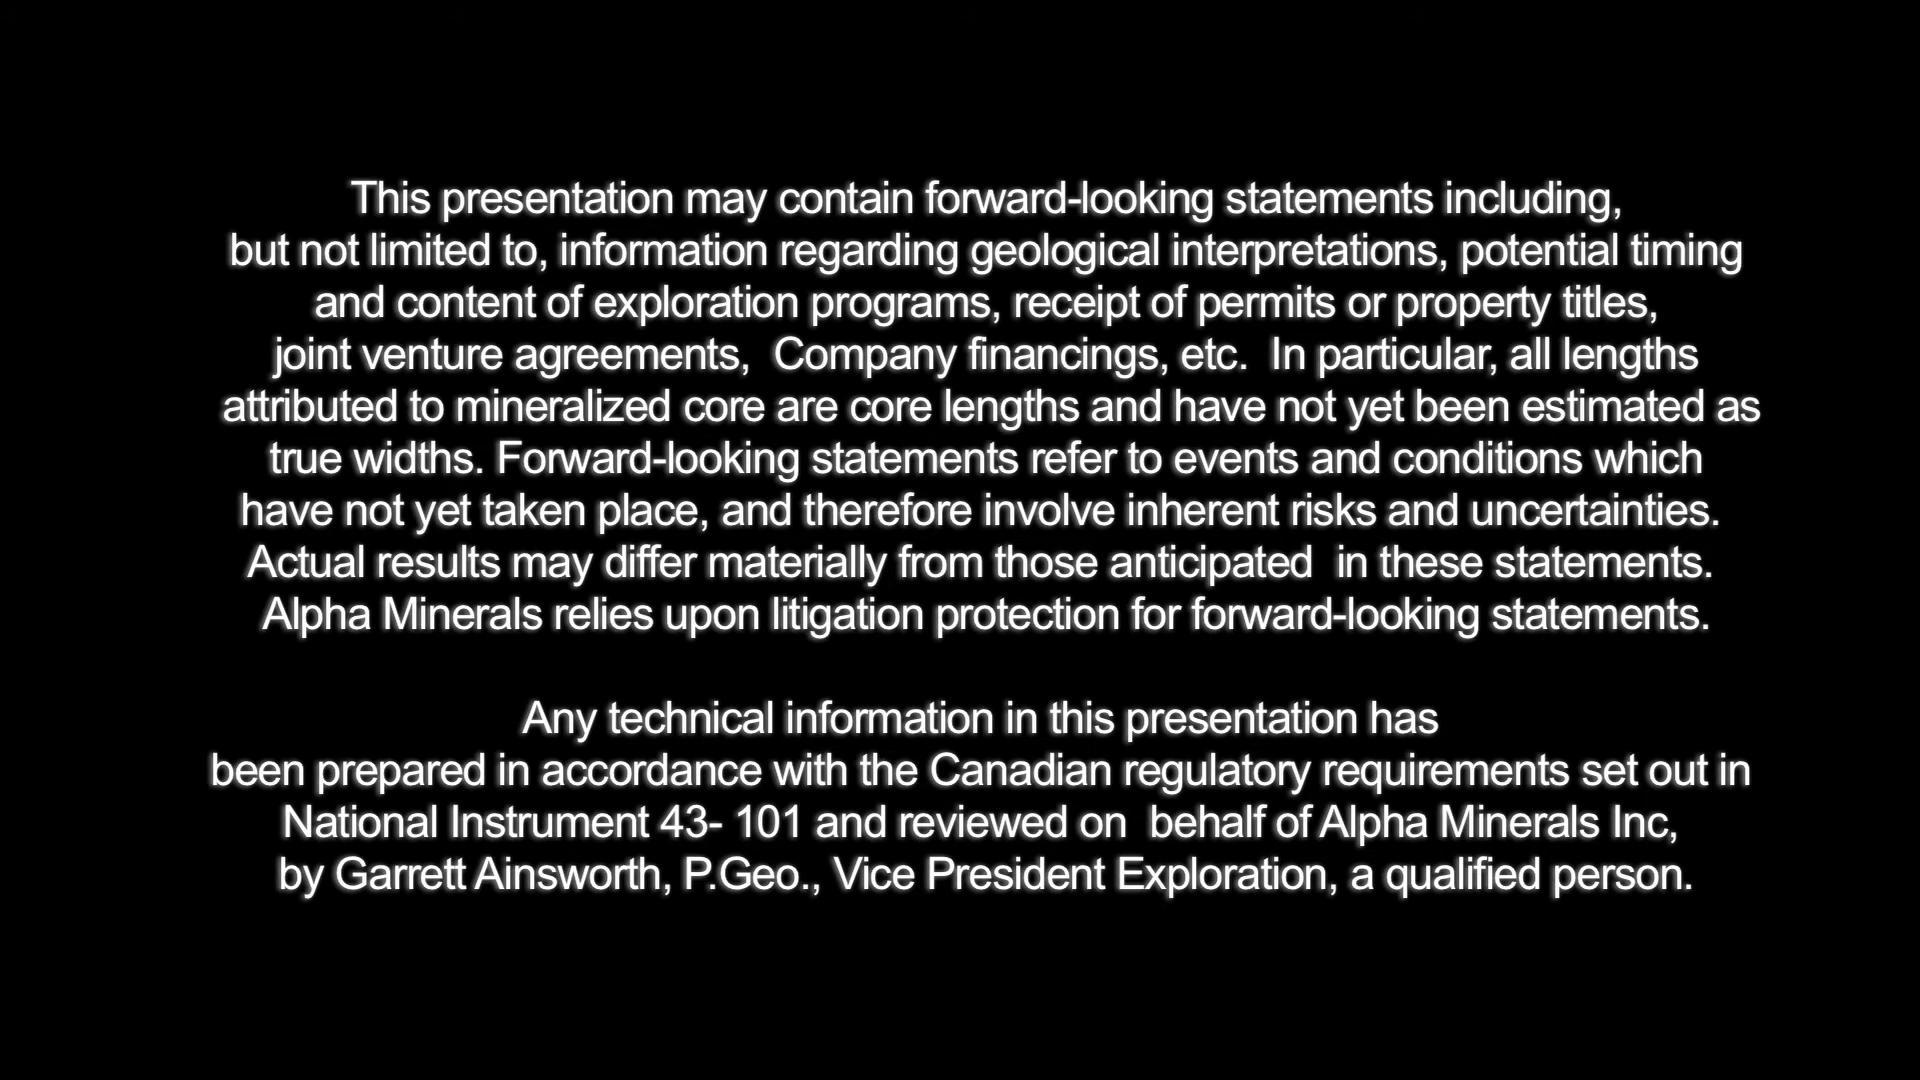 This presentation may contain forward-looking statements including,
but not limited to, information regarding geological interpretations, potential timing
and content of exploration programs, receipt of permits or property titles,
joint venture agreements,  Company financings, etc.  In particular, all lengths
attributed to mineralized core are core lengths and have not yet been estimated as
true widths. Forward-looking statements refer to events and conditions which
have not yet taken place, and therefore involve inherent risks and uncertainties.
Actual results may differ materially from those anticipated  in these statements.
Alpha Minerals relies upon litigation protection for forward-looking statements.
Any technical information in this presentation has
been prepared in accordance with the Canadian regulatory requirements set out in
National Instrument 43- 101 and reviewed on  behalf of Alpha Minerals Inc,
by Garrett Ainsworth, P.Geo., Vice President Exploration, a qualified person.